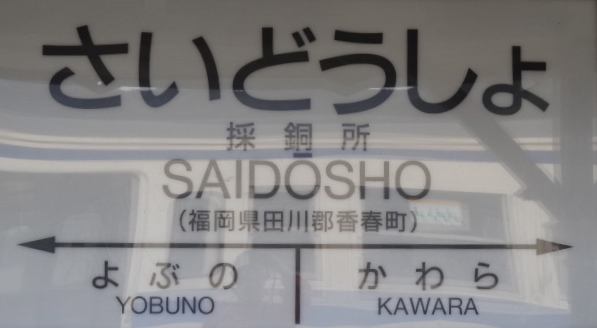 さいどうしょ
採銅所
SAIDŌSHO
(福岡県田川郡香春町)
よぶの かわら
YOBUNO KAWARA